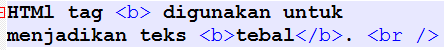 HTMl tag <b> digunakan untuk
menjadikan teks <b>tebal</b>. <br />